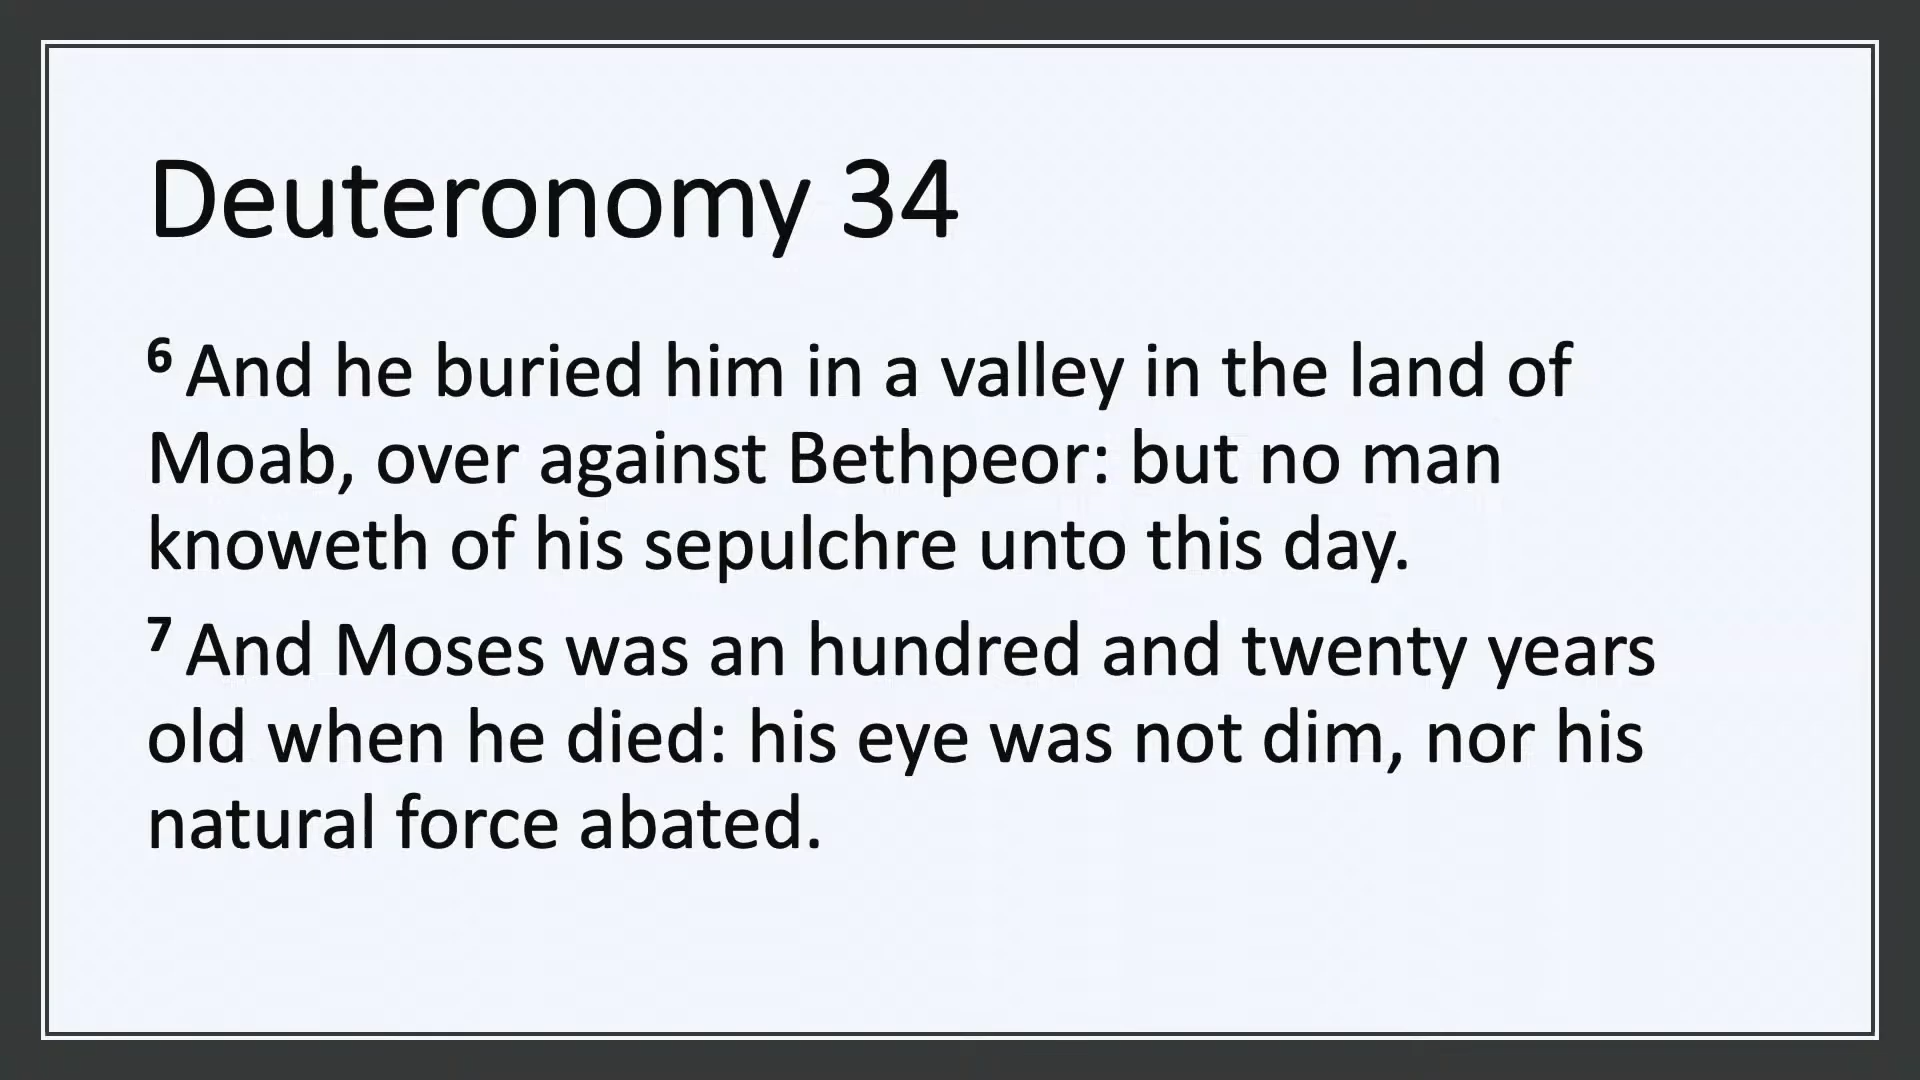 Deuteronomy 34
6 And he buried him in a valley in the land of
Moab, over against Bethpeor: but no man
knoweth of his sepulchre unto this day.
7 And Moses was an hundred and twenty years
old when he died: his eye was not dim, nor his
natural force abated.